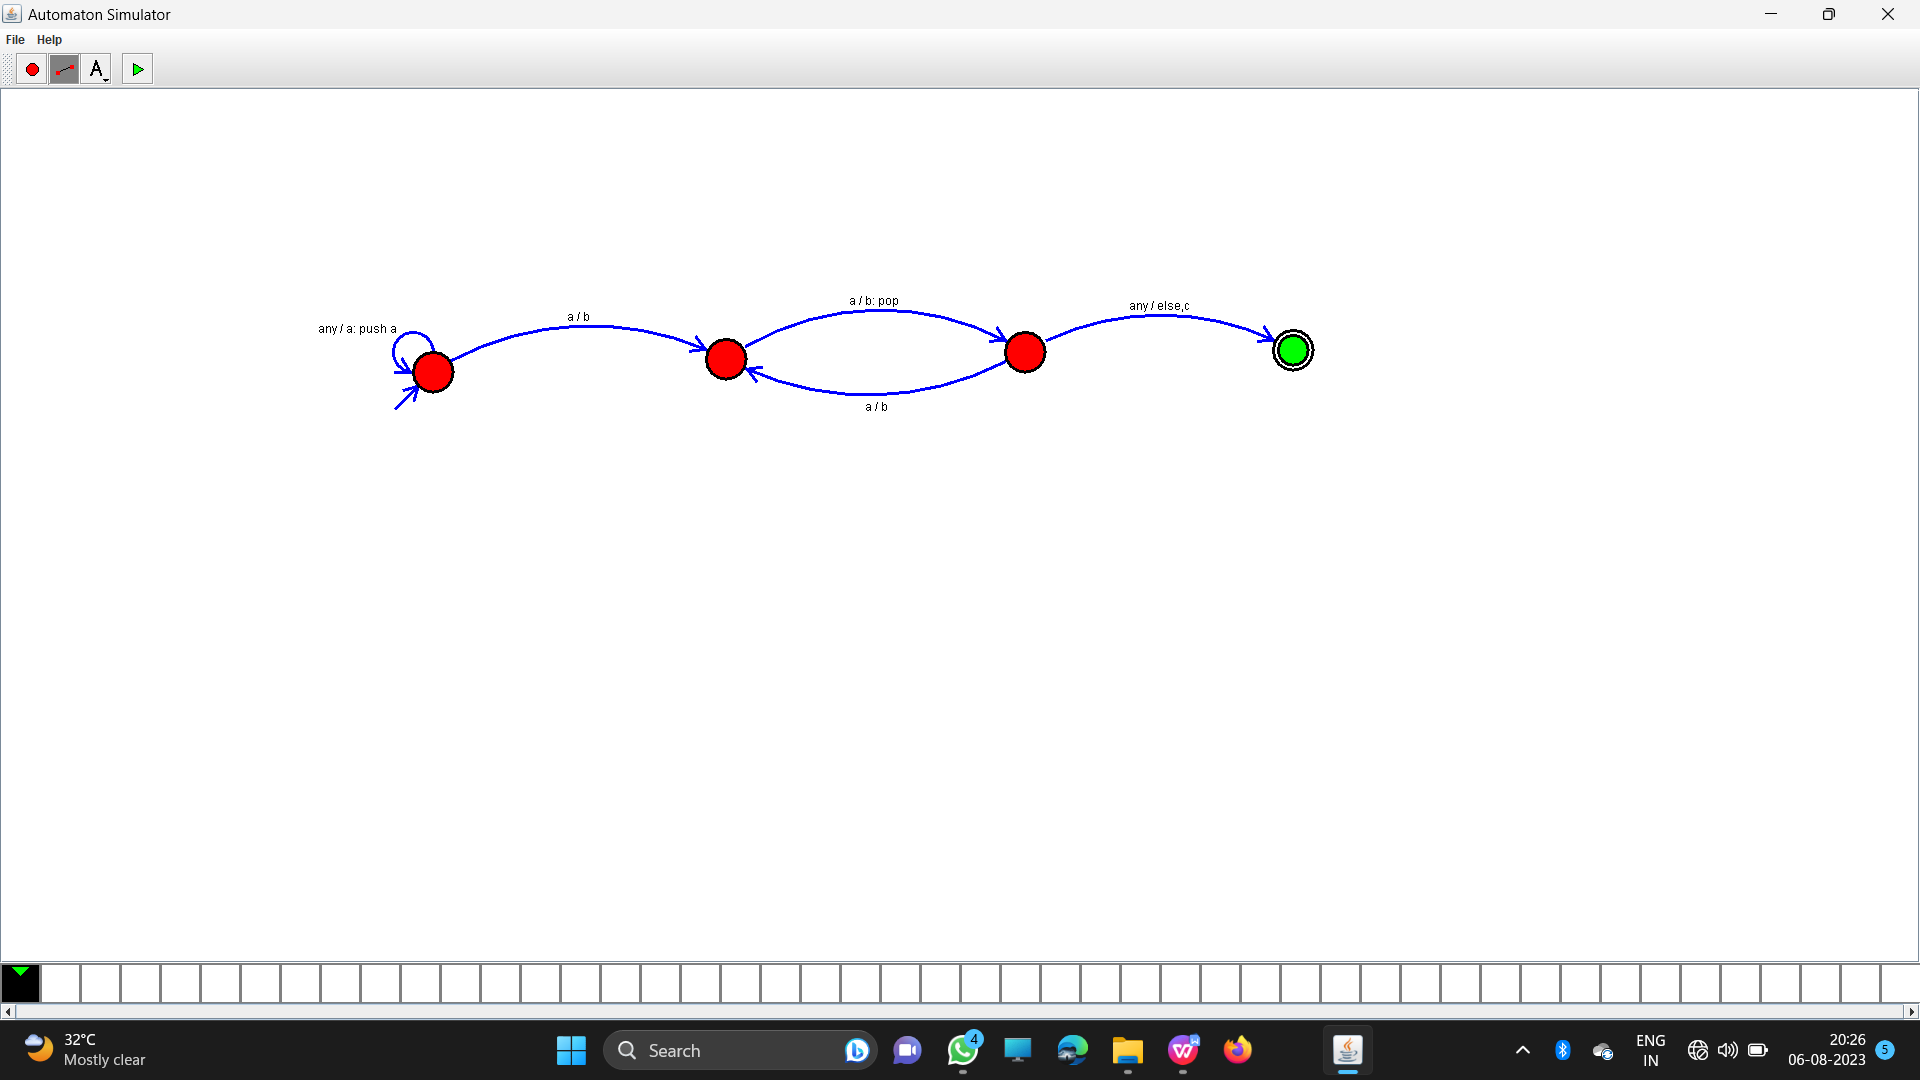 Automaton Simulator
File Help
A
any / a: push a
a / b
a / b: pop
a / b
any / else,c
32°C
Mostly clear
Search
4
ENG
IN
20:26
06-08-2023
5